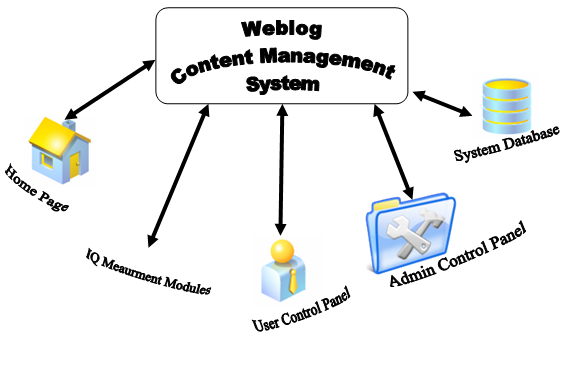 Weblog
Content Management
System
System Database
Home Page
Admin Control Panel
IQ Meaurment Modules
User Control Panel